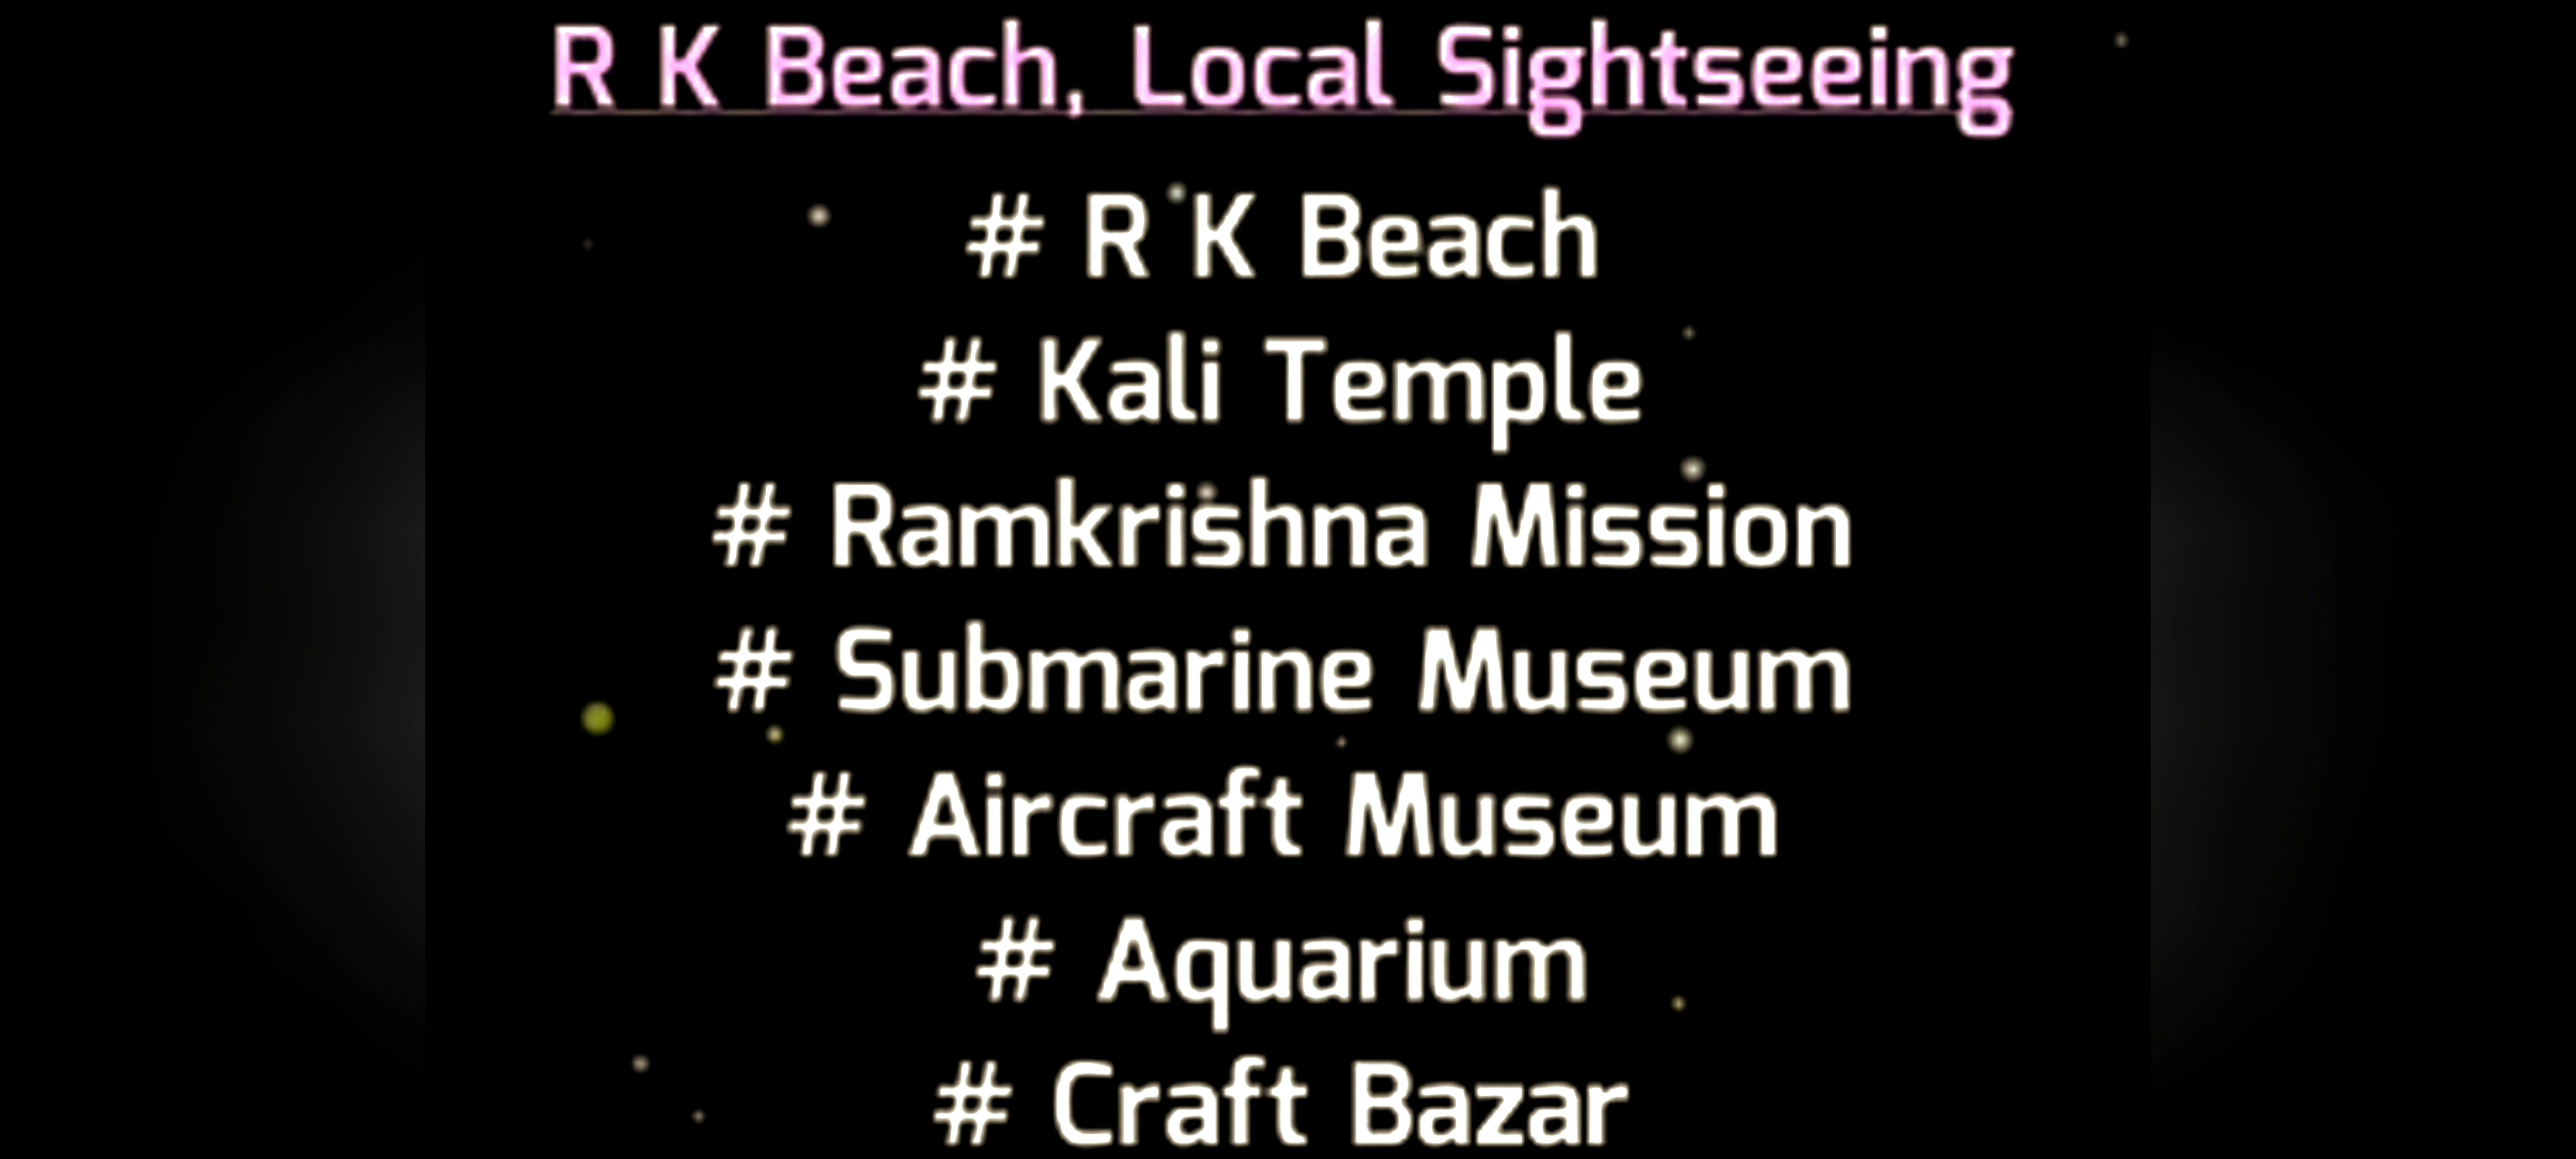 R K Beach, Local Sightseeing
# R K Beach
# Kali Temple
# Ramkrishna Mission
# Submarine Museum
# Aircraft Museum
# Aquarium
# Craft Bazar